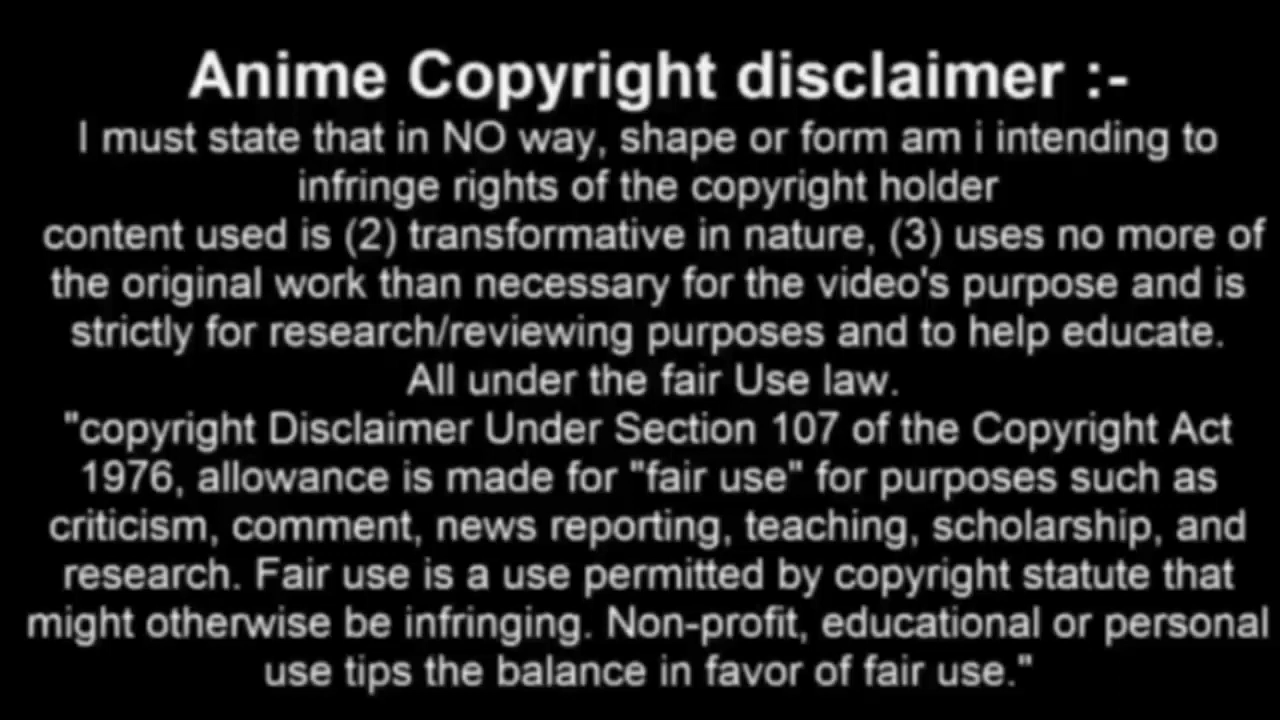 Anime Copyright disclaimer :-
I must state that in NO way, shape or form am i intending to
infringe rights of the copyright holder
content used is (2) transformative in nature, (3) uses no more of
the original work than necessary for the video's purpose and is
strictly for research/reviewing purposes and to help educate.
All under the fair Use law.
"copyright Disclaimer Under Section 107 of the Copyright Act
1976, allowance is made for "fair use" for purposes such as
criticism, comment, news reporting, teaching, scholarship, and
research. Fair use is a use permitted by copyright statute that
might otherwise be infringing. Non-profit, educational or personal
use tips the balance in favor of fair use."